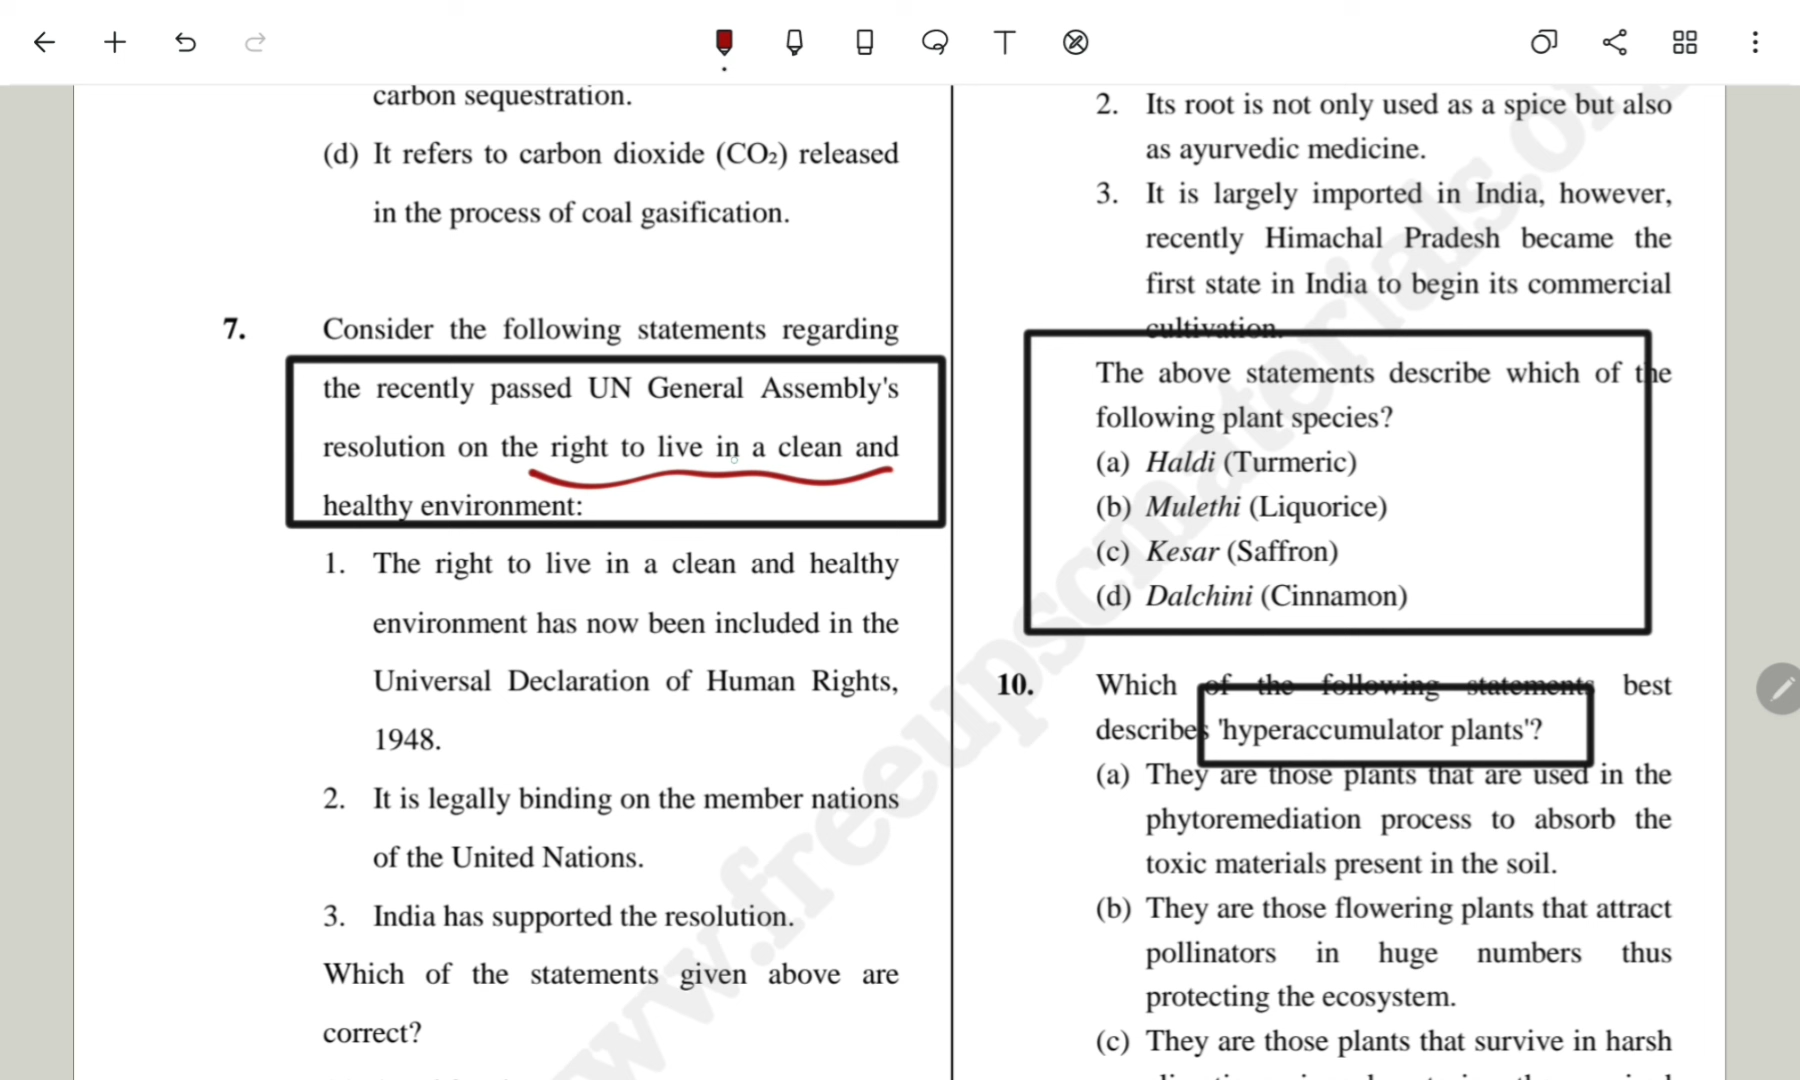 carbon sequestration.
(d) It refers to carbon dioxide (CO₂) released
in the process of coal gasification.
7. Consider the following statements regarding
the recently passed UN General Assembly's
resolution on the right to live in a clean and
healthy environment:
1. The right to live in a clean and healthy
environment has now been included in the
Universal Declaration of Human Rights,
1948.
2. It is legally binding on the member nations
of the United Nations.
3. India has supported the resolution.
Which of the statements given above are
correct?
2. Its root is not only used as a spice but also
as ayurvedic medicine.
3. It is largely imported in India, however,
recently Himachal Pradesh became the
first state in India to begin its commercial
cultivation.
The above statements describe which of the
following plant species?
(a) Haldi (Turmeric)
(b) Mulethi (Liquorice)
(c) Kesar (Saffron)
(d) Dalchini (Cinnamon)
10. Which of the following statements best
describes 'hyperaccumulator plants'?
(a) They are those plants that are used in the
phytoremediation process to absorb the
toxic materials present in the soil.
(b) They are those flowering plants that attract
pollinators in huge numbers thus
protecting the ecosystem.
(c) They are those plants that survive in harsh
www.freeupscmaterials.o